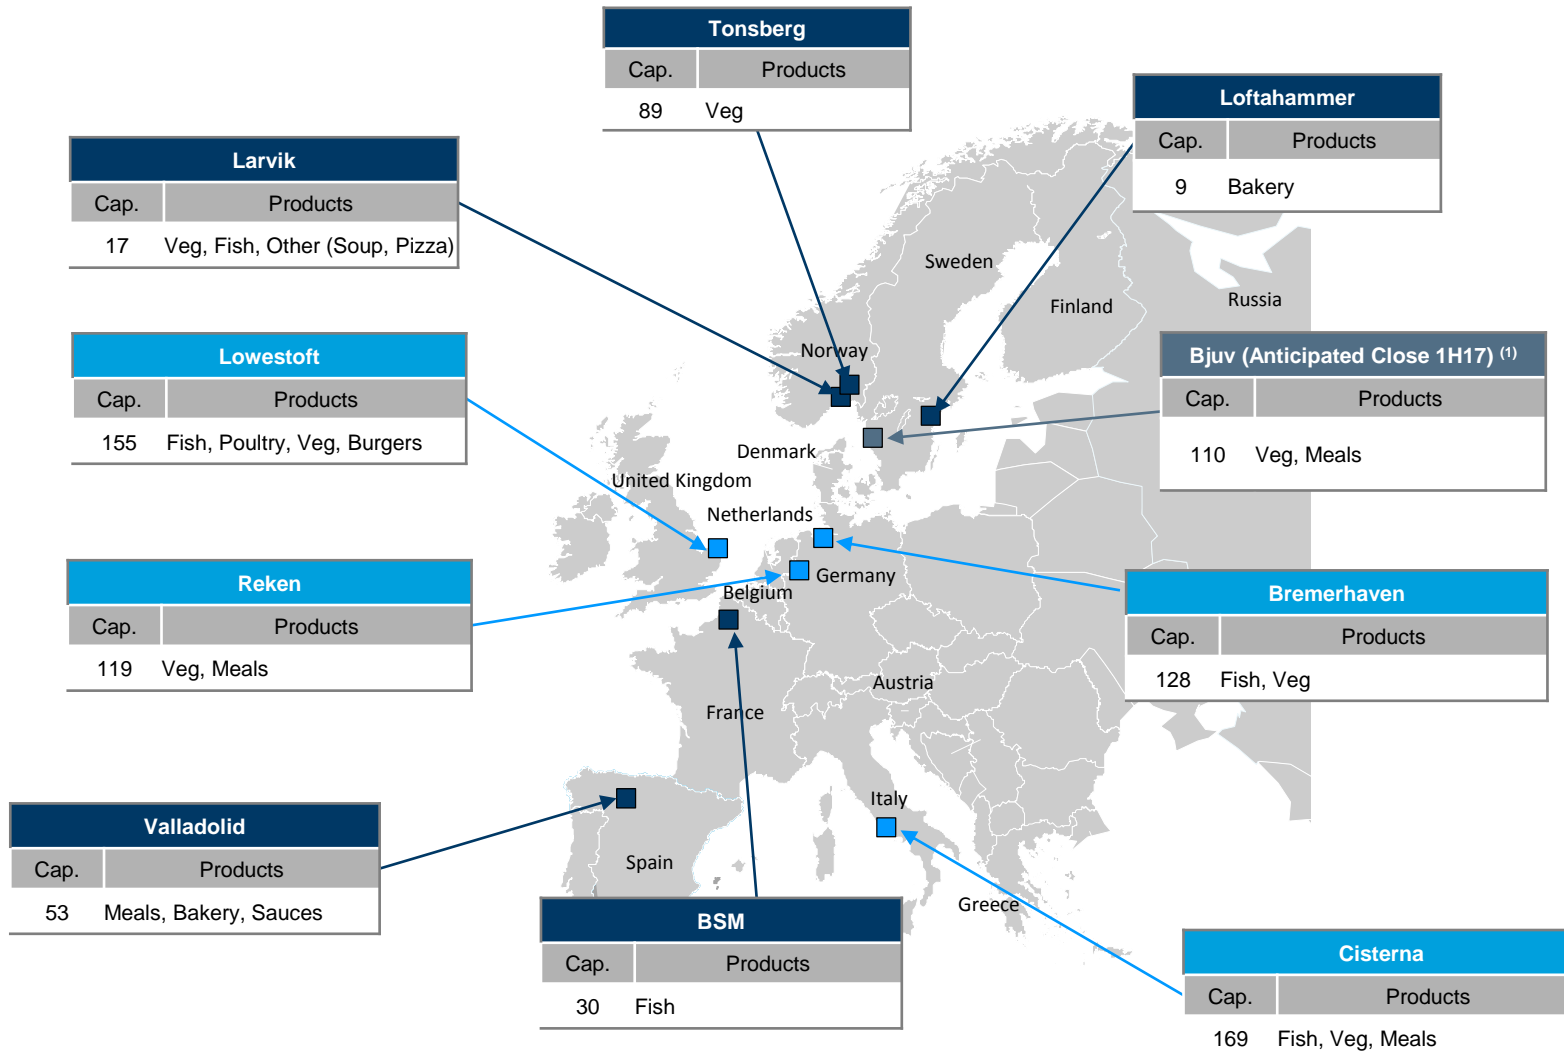 Tonsberg
Cap. Products
89 Veg
Loftahammer
Cap. Products
9 Bakery
Larvik
Cap. Products
17 Veg, Fish, Other (Soup, Pizza)
Sweden
Finland
Russia
Norway
Lowestoft
Cap. Products
155 Fish, Poultry, Veg, Burgers
Bjuv (Anticipated Close 1H17) (1)
Cap. Products
110 Veg, Meals
Denmark
United Kingdom
Netherlands
Germany
Belgium
Reken
Cap. Products
119 Veg, Meals
Bremerhaven
Cap. Products
128 Fish, Veg
Austria
France
Italy
Spain
Greece
Valladolid
Cap. Products
53 Meals, Bakery, Sauces
BSM
Cap. Products
30 Fish
Cisterna
Cap. Products
169 Fish, Veg, Meals